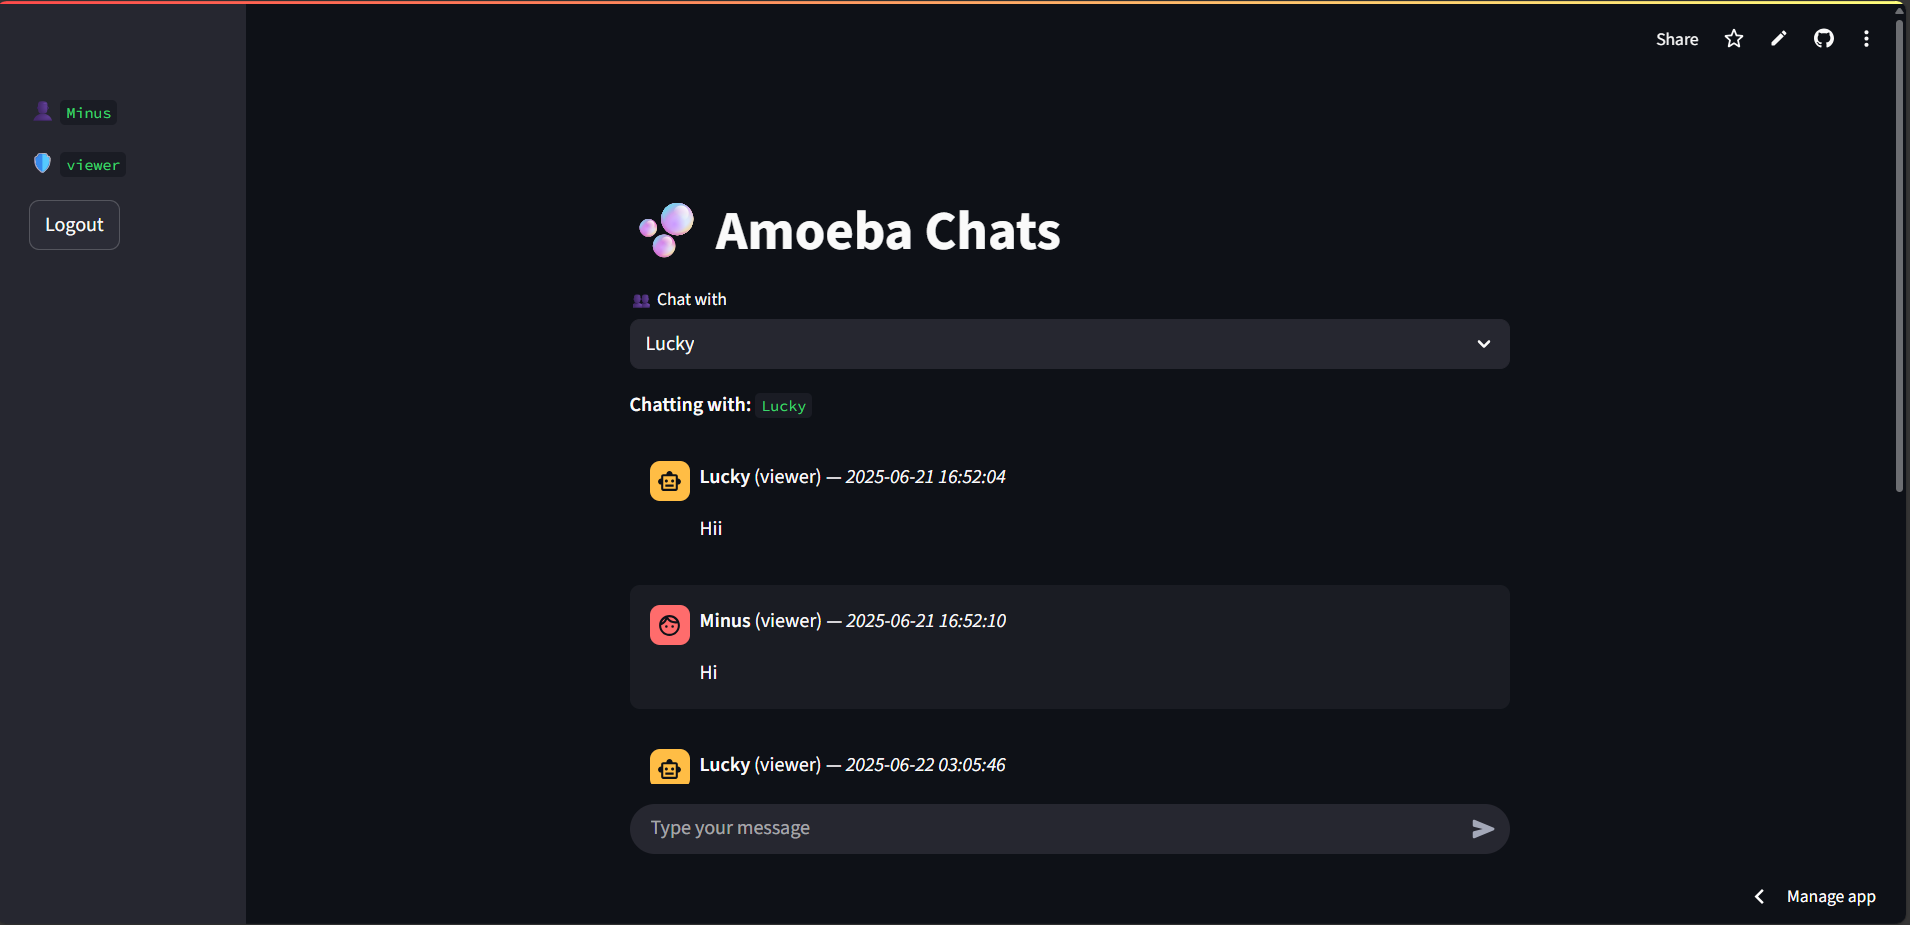 Share
Minus
viewer
Logout
Amoeba Chats
Chat with
Lucky
Chatting with: Lucky
Lucky (viewer) — 2025-06-21 16:52:04
Hii
Minus (viewer) — 2025-06-21 16:52:10
Hi
Lucky (viewer) — 2025-06-22 03:05:46
Type your message
Manage app